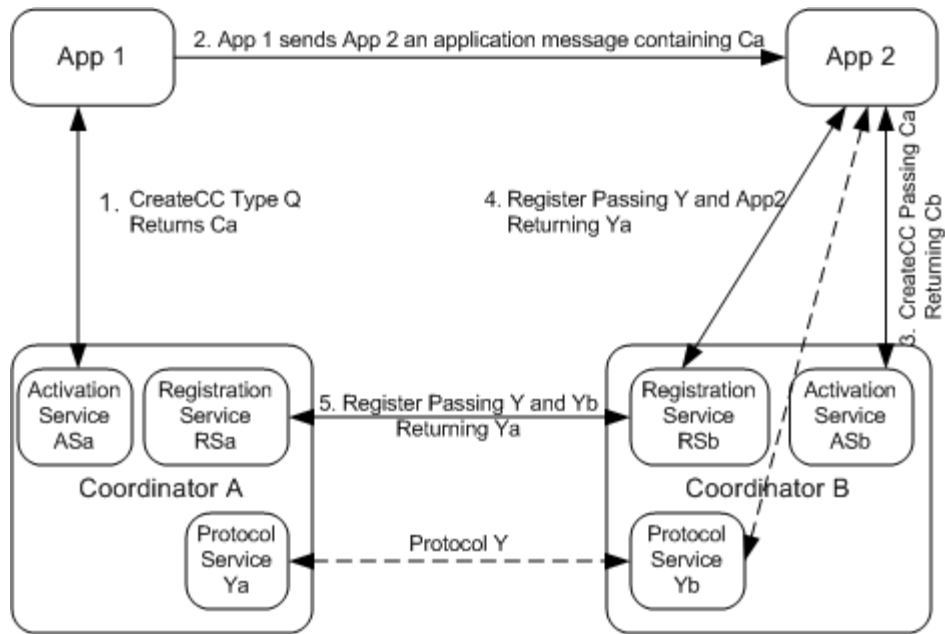 App 1
2. App 1 sends App 2 an application message containing Ca
App 2
1. CreateCC Type Q
Returns Ca
4. Register Passing Y and App2
Returning Ya
3. CreateCC Passing Ca
Returning Cb
Activation
Service
ASa
Registration
Service
RSa
5. Register Passing Y and Yb
Returning Ya
Registration
Service
RSb
Activation
Service
ASb
Coordinator A
Coordinator B
Protocol
Service
Ya
Protocol Y
Protocol
Service
Yb